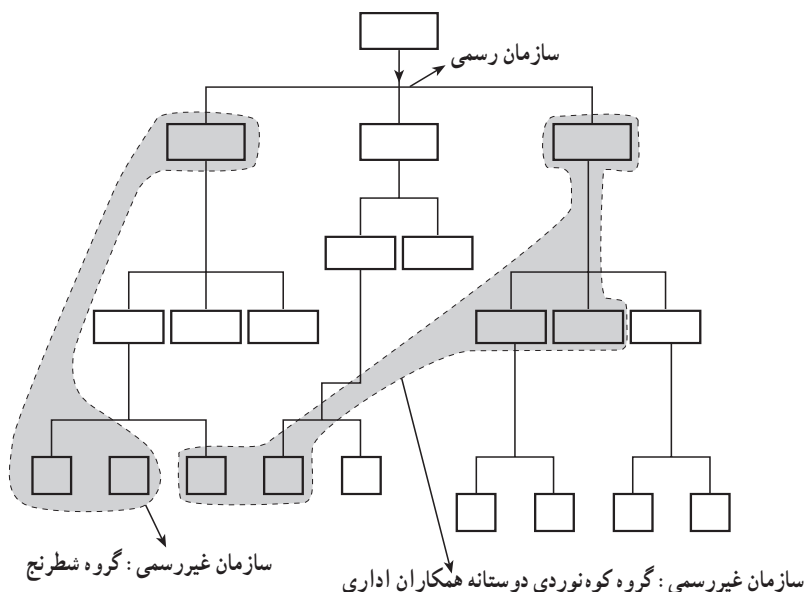 سازمان رسمی
سازمان غیررسمی : گروه شطرنج
سازمان غیررسمی : گروه کوه‌نوردی دوستانه همکاران اداری